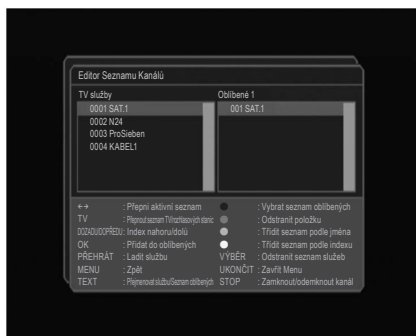 Editor Seznamu Kanálů
TV služby Oblíbené 1
0001 SAT.1 001 SAT.1
0002 N24
0003 ProSieben
0004 KABEL1
←→ : Přepni aktivní seznam : Vybrat seznam oblíbených
TV : Přepnout seznam TV/rozhlasových stanic : Odstranit položku
DOZADU/DOPŘEDU : Index nahoru/dolů : Třídit seznam podle jména
OK : Přidat do oblíbených : Třídit seznam podle indexu
PŘEHRÁT : Ladit službu VÝBĚR : Odstranit seznam služeb
MENU : Zpět UKONČIT : Zavřít Menu
TEXT : Přejmenovat službu/Seznam oblíbených STOP : Zamknout/odemknout kanál